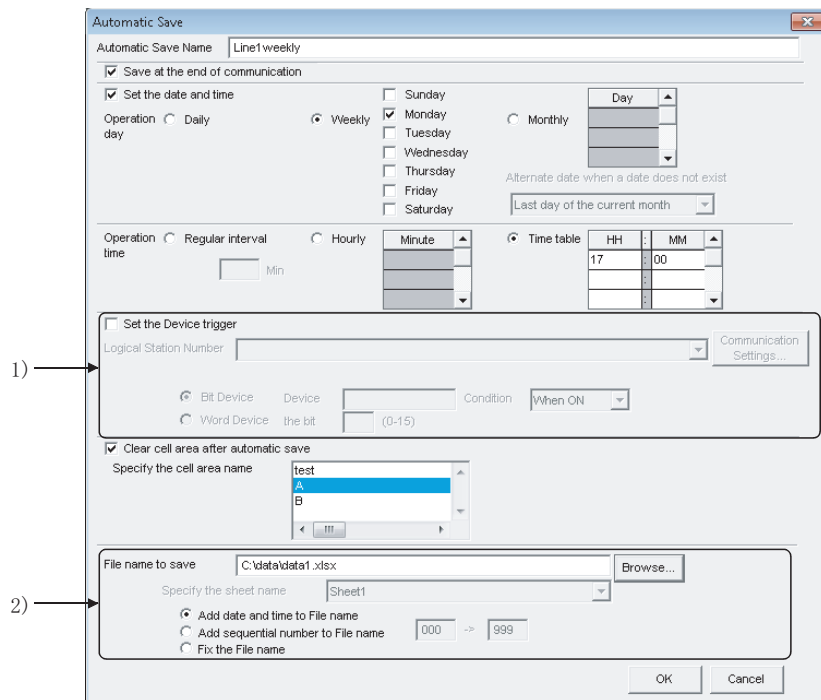 Automatic Save
Automatic Save Name Line1weekly
Save at the end of communication
Set the date and time
Operation day
Daily
Weekly
Sunday
Monday
Tuesday
Wednesday
Thursday
Friday
Saturday
Monthly
Day
Alternate date when a date does not exist
Last day of the current month
Operation time
Regular interval
Min
Hourly
Minute
Time table
HH : MM
17 : 00
:
:
1)
Set the Device trigger
Logical Station Number
Communication Settings...
Bit Device
Device
Condition
When ON
Word Device
the bit
(0-15)
Clear cell area after automatic save
Specify the cell area name
test
A
B
2)
File name to save C:\data\data1.xlsx Browse...
Specify the sheet name Sheet1
Add date and time to File name
Add sequential number to File name 000 -> 999
Fix the File name
OK Cancel